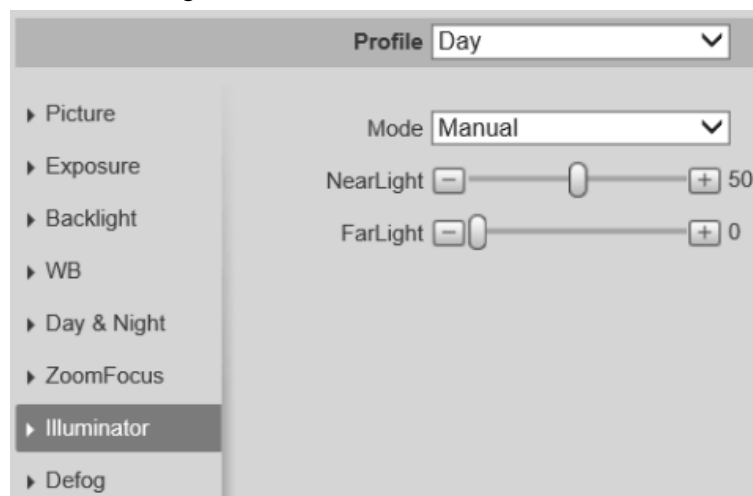 Profile Day
Picture
Mode Manual
Exposure
NearLight 50
Backlight
FarLight 0
WB
Day & Night
ZoomFocus
Illuminator
Defog